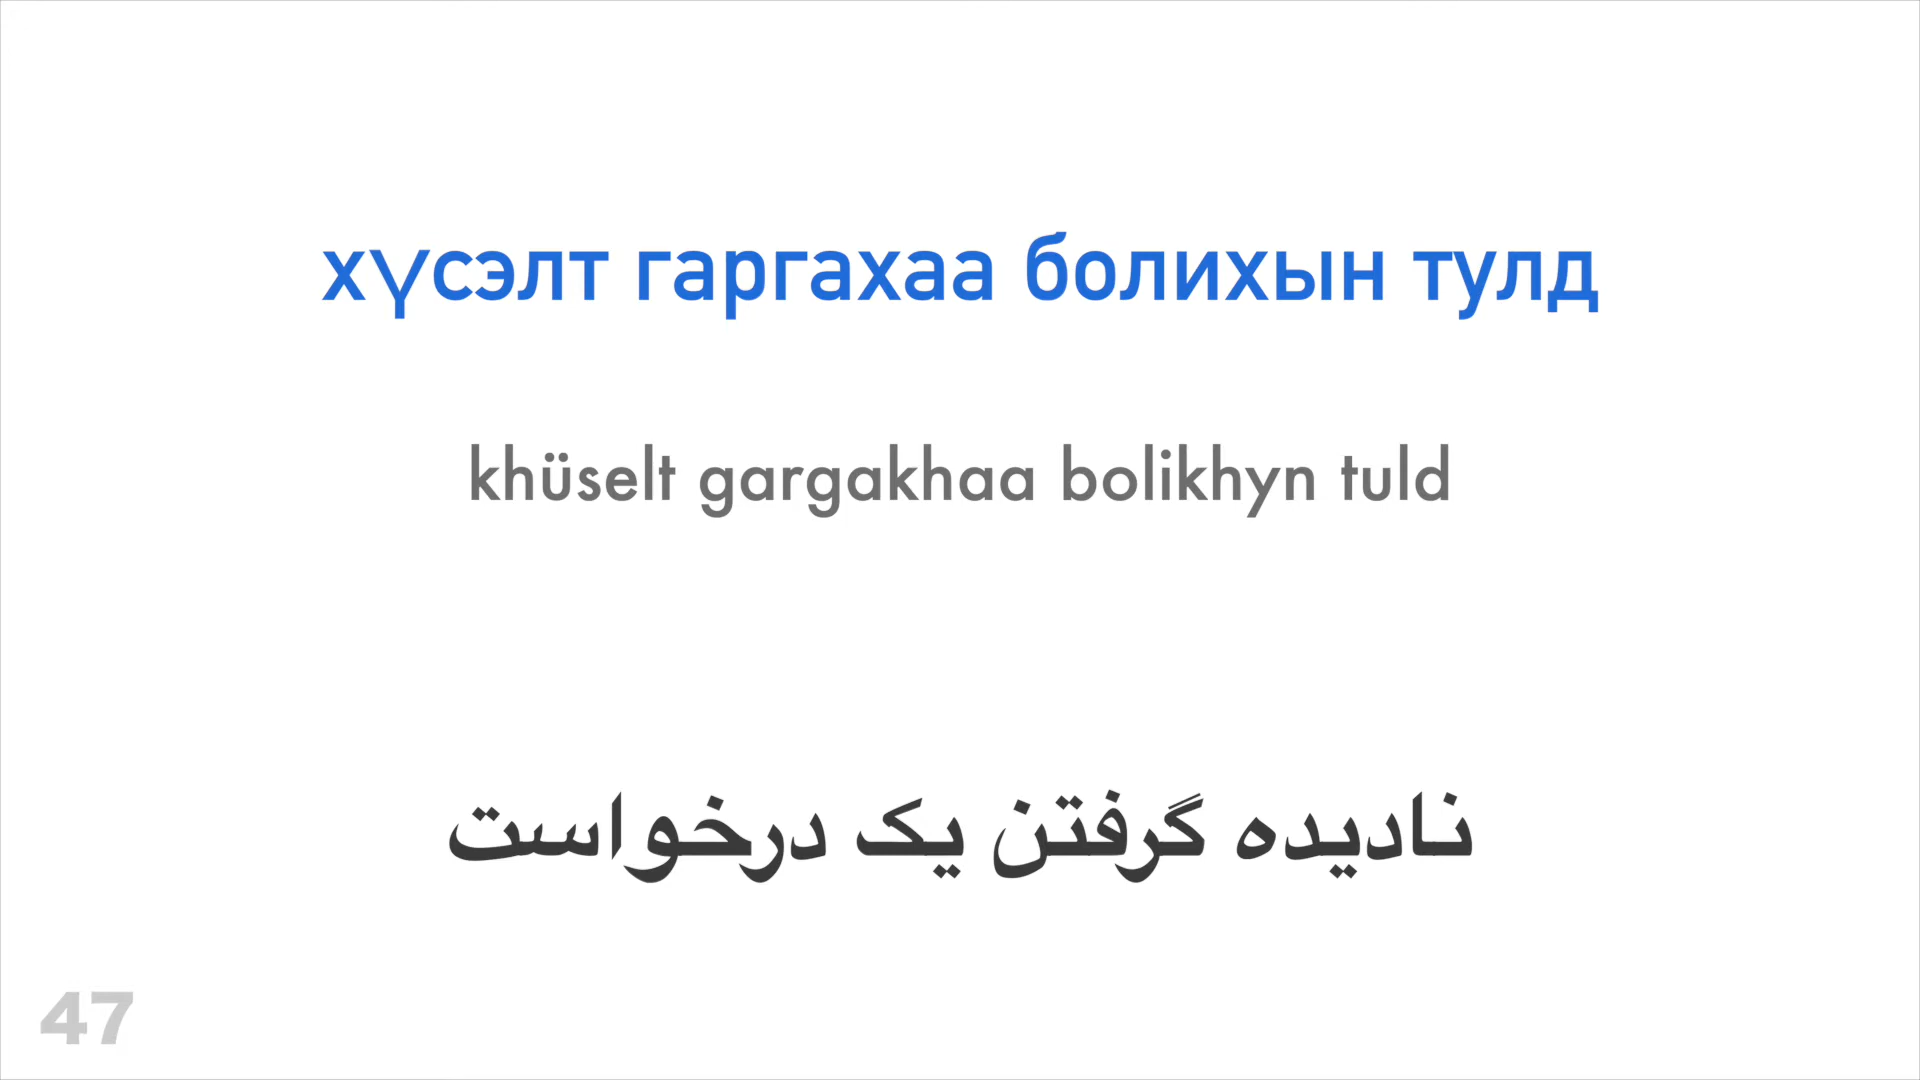 хүсэлт гаргахаа болихын тулд
khüselt gargakhaa bolikhyn tuld
نادیده گرفتن یک درخواست
47